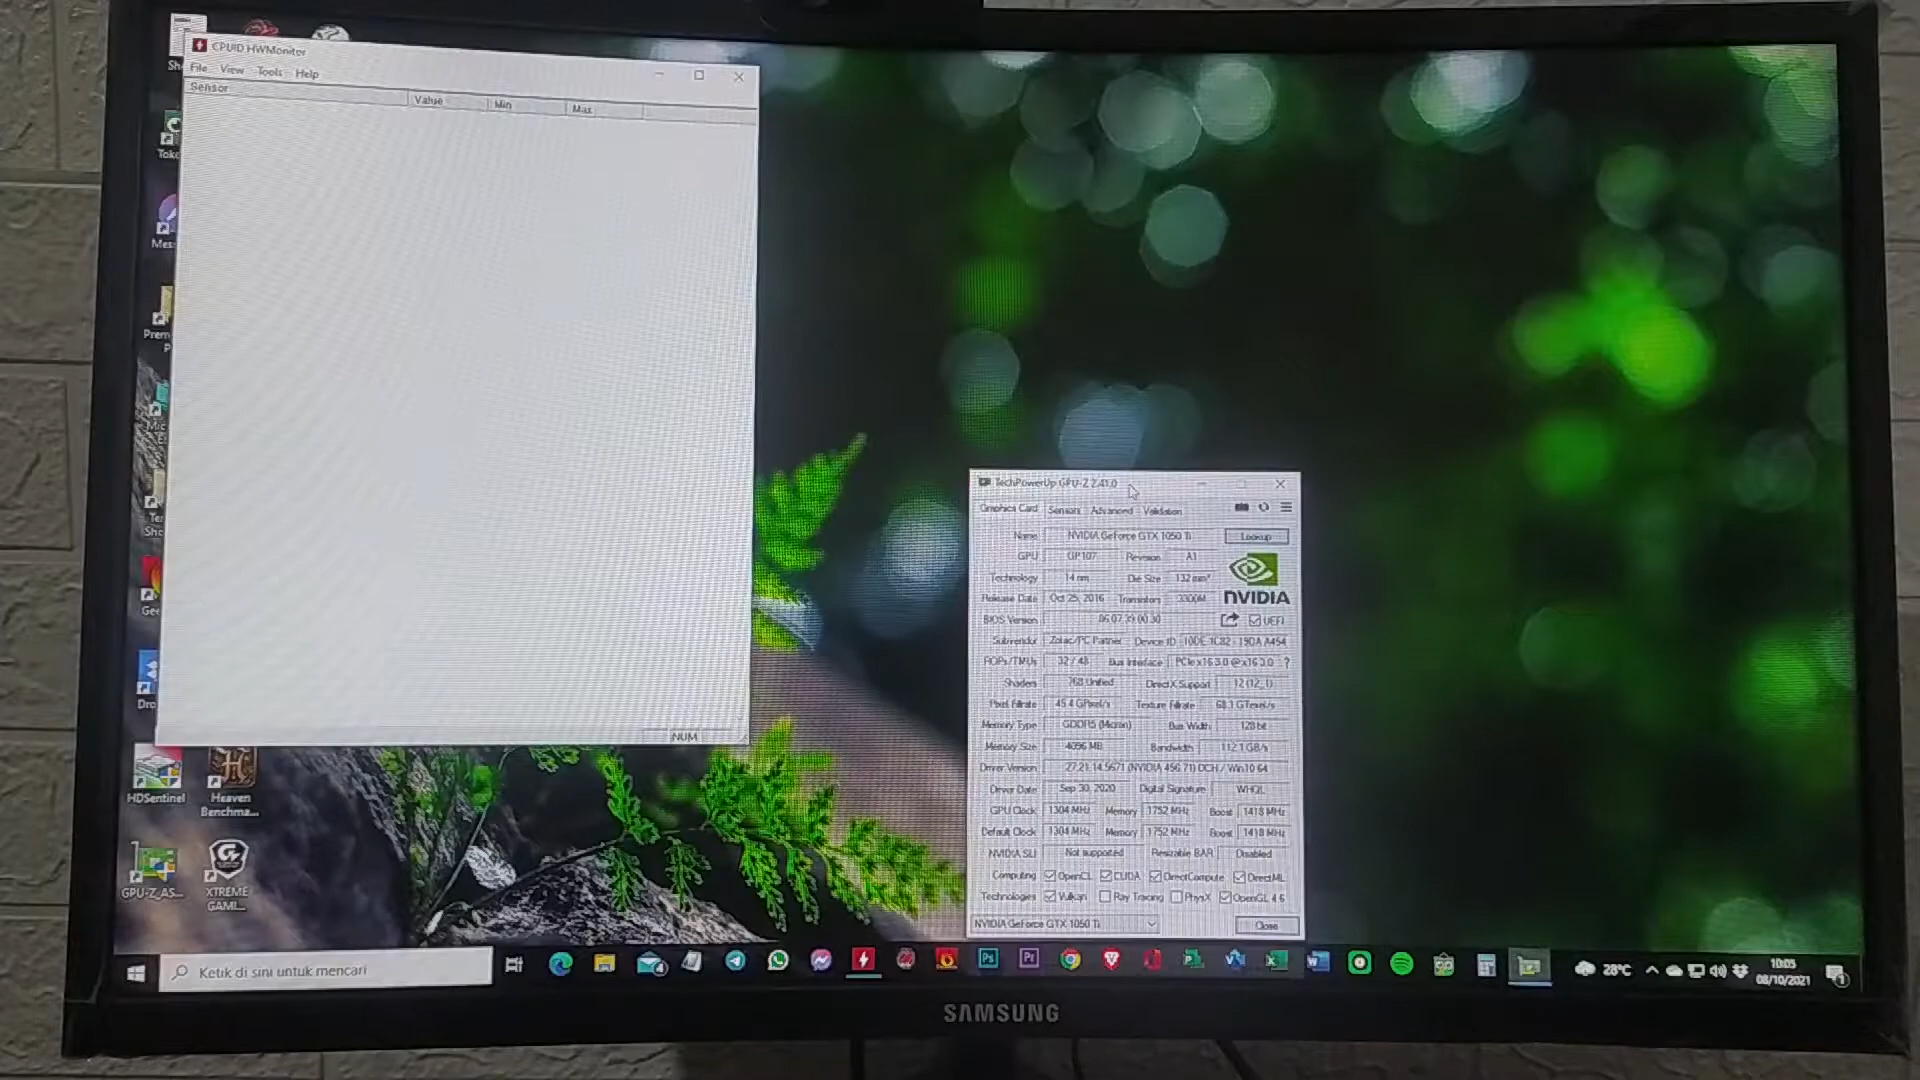 CPUID HWMonitor
File View Tools Help
Sensor Value Min Max
NUM
HDSentinel
Heaven
Benchma...
GPU-Z_AS...
XTREME
GAMI...
TechPowerUp GPU-Z 2.41.0
Graphics Card Sensors Advanced Validation
Name NVIDIA GeForce GTX 1050 Ti Lookup
GPU GP107 Revision A1
Technology 14 nm Die Size 132 mm²
Release Date Oct 25, 2016 Transistors 3300M
NVIDIA
BIOS Version 86.07.39.00.30 UEFI
Subvendor Zotac/PC Partner Device ID 10DE 1C82 - 19DA A454
ROPs/TMUs 32 / 48 Bus Interface PCIe x16 3.0 @ x16 3.0 ?
Shaders 768 Unified DirectX Support 12 (12_1)
Pixel Fillrate 45.4 GPixel/s Texture Fillrate 68.1 GTexel/s
Memory Type GDDR5 (Micron) Bus Width 128 bit
Memory Size 4096 MB Bandwidth 112.1 GB/s
Driver Version 27.21.14.5671 (NVIDIA 456.71) DCH / Win10 64
Driver Date Sep 30, 2020 Digital Signature WHQL
GPU Clock 1304 MHz Memory 1752 MHz Boost 1418 MHz
Default Clock 1304 MHz Memory 1752 MHz Boost 1418 MHz
NVIDIA SLI Not supported Resizable BAR Disabled
Computing OpenCL CUDA DirectCompute DirectML
Technologies Vulkan Ray Tracing PhysX OpenGL 4.6
NVIDIA GeForce GTX 1050 Ti Close
Ketik di sini untuk mencari
28°C
10:05
08/10/2021
SAMSUNG